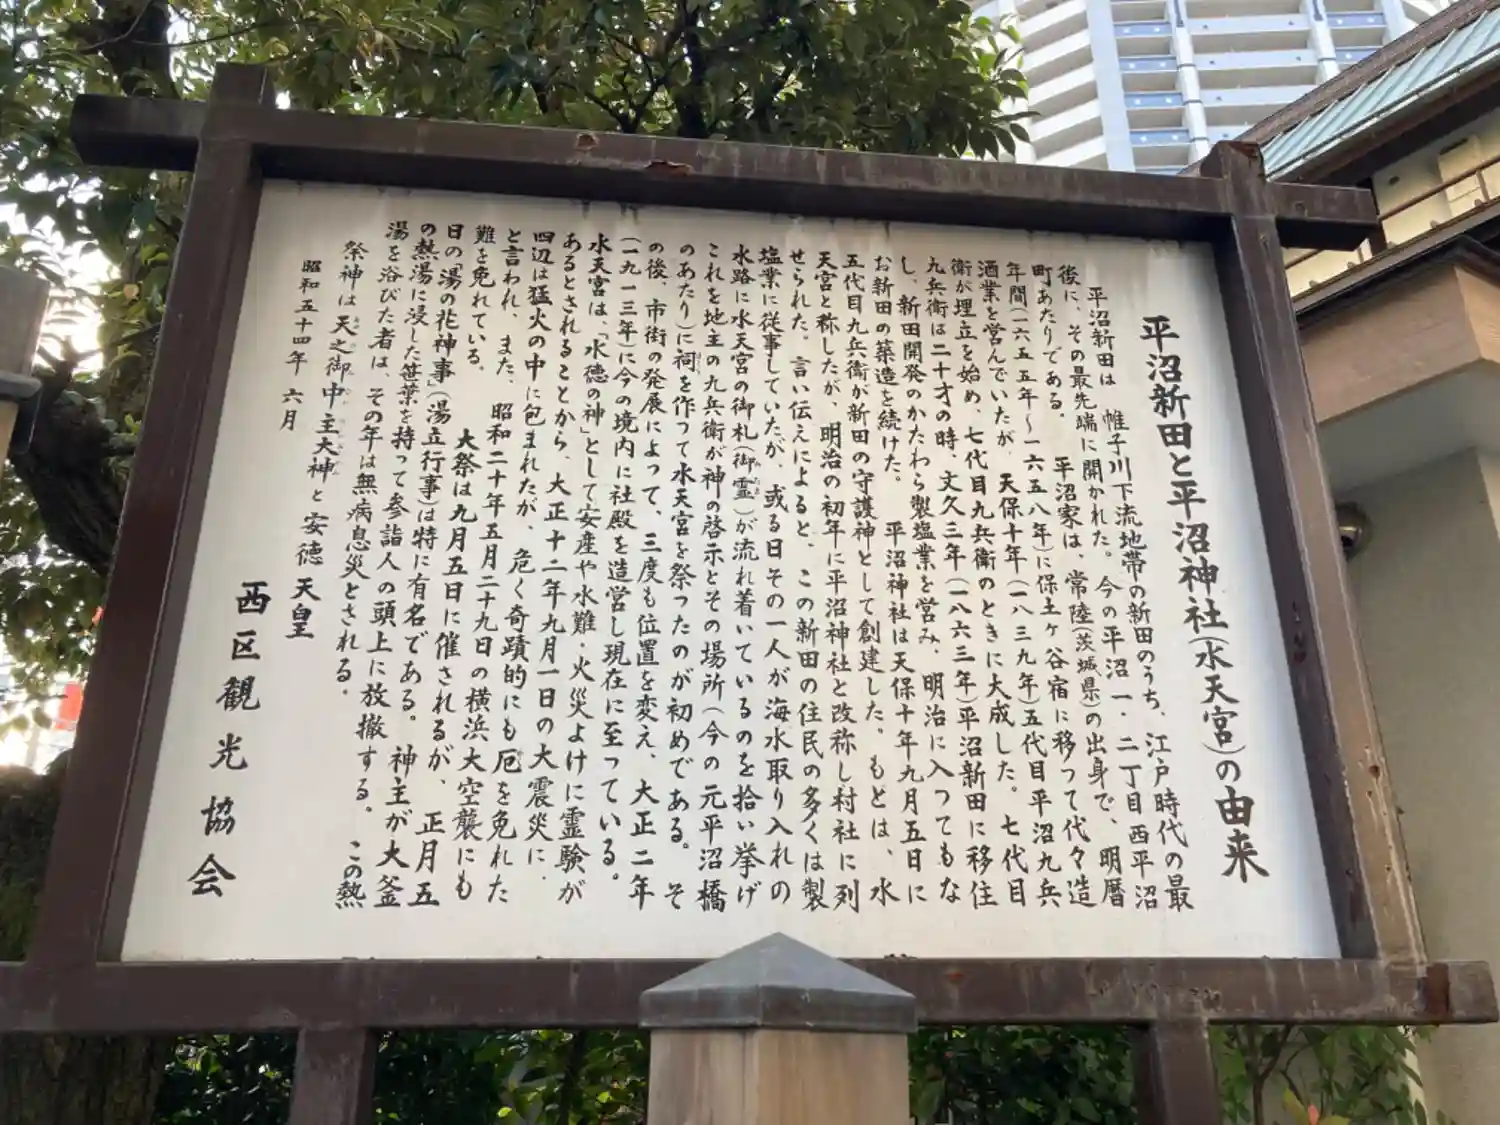 平沼新田と平沼神社(水天宮)の由来
平沼新田は 帷子川下流地帯の新田のうち、江戸時代の最
後に、その最先端に開かれた。今の平沼一・二丁目西平沼
町あたりである。 平沼家は、常陸(茨城県)の出身で、明暦
年間(一六五五年～一六五八年)に保土ヶ谷宿に移つて代々造
酒業を営んでいたが、天保十年(一八三九年)五代目平沼九兵
衛が埋立を始め、七代目九兵衛のときに大成した。七代目
九兵衛は二十才の時、文久三年(一八六三年)平沼新田に移住
し、新田開発のかたわら製塩業を営み、明治に入つてもな
お新田の築造を続けた。 平沼神社は天保十年九月五日に
五代目九兵衛が新田の守護神として創建した。もとは、水
天宮と称したが、明治の初年に平沼神社と改称し村社に列
せられた。言い伝えによると、この新田の住民の多くは製
塩業に従事していたが、或る日その一人が海水取り入れの
水路に水天宮の御札(御霊)が流れ着いているのを拾い挙げ
これを地主の九兵衛が神の啓示とその場所(今の元平沼橋
のあたり)に祠を作つて水天宮を祭つたのが初めである。そ
の後、市街の発展によって、三度も位置を変え、大正二年
(一九一三年)に今の境内に社殿を造営し現在に至っている。
水天宮は、「水徳の神」として安産や水難・火災よけに霊験が
あるとされることから、大正十二年九月一日の大震災に、
四辺は猛火の中に包まれたが、危く奇蹟的にも厄を免れた
と言われ、また、昭和二十年五月二十九日の横浜大空襲にも
難を免れている。 大祭は九月五日に催されるが、正月五
日の「湯の花神事」(湯立行事)は特に有名である。神主が大釜
の熱湯に浸した笹葉を持って参詣人の頭上に放撒する。この熱
湯を浴びた者は、その年は無病息災とされる。
祭神は天之御中主大神と安徳天皇
昭和五十四年 六月
西区観光協会